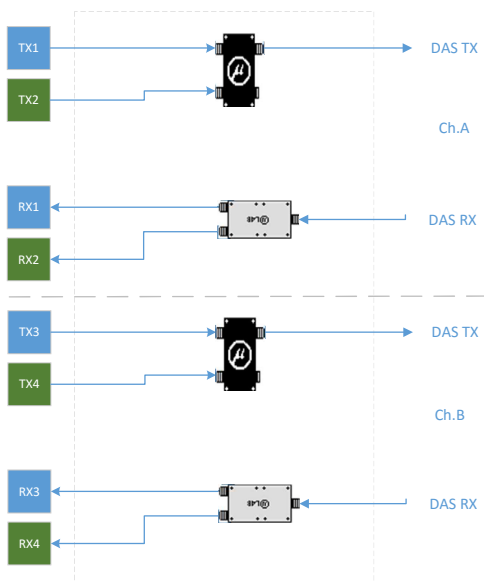 TX1
DAS TX
TX2
Ch.A
RX1
DAS RX
RX2
TX3
DAS TX
TX4
Ch.B
RX3
DAS RX
RX4